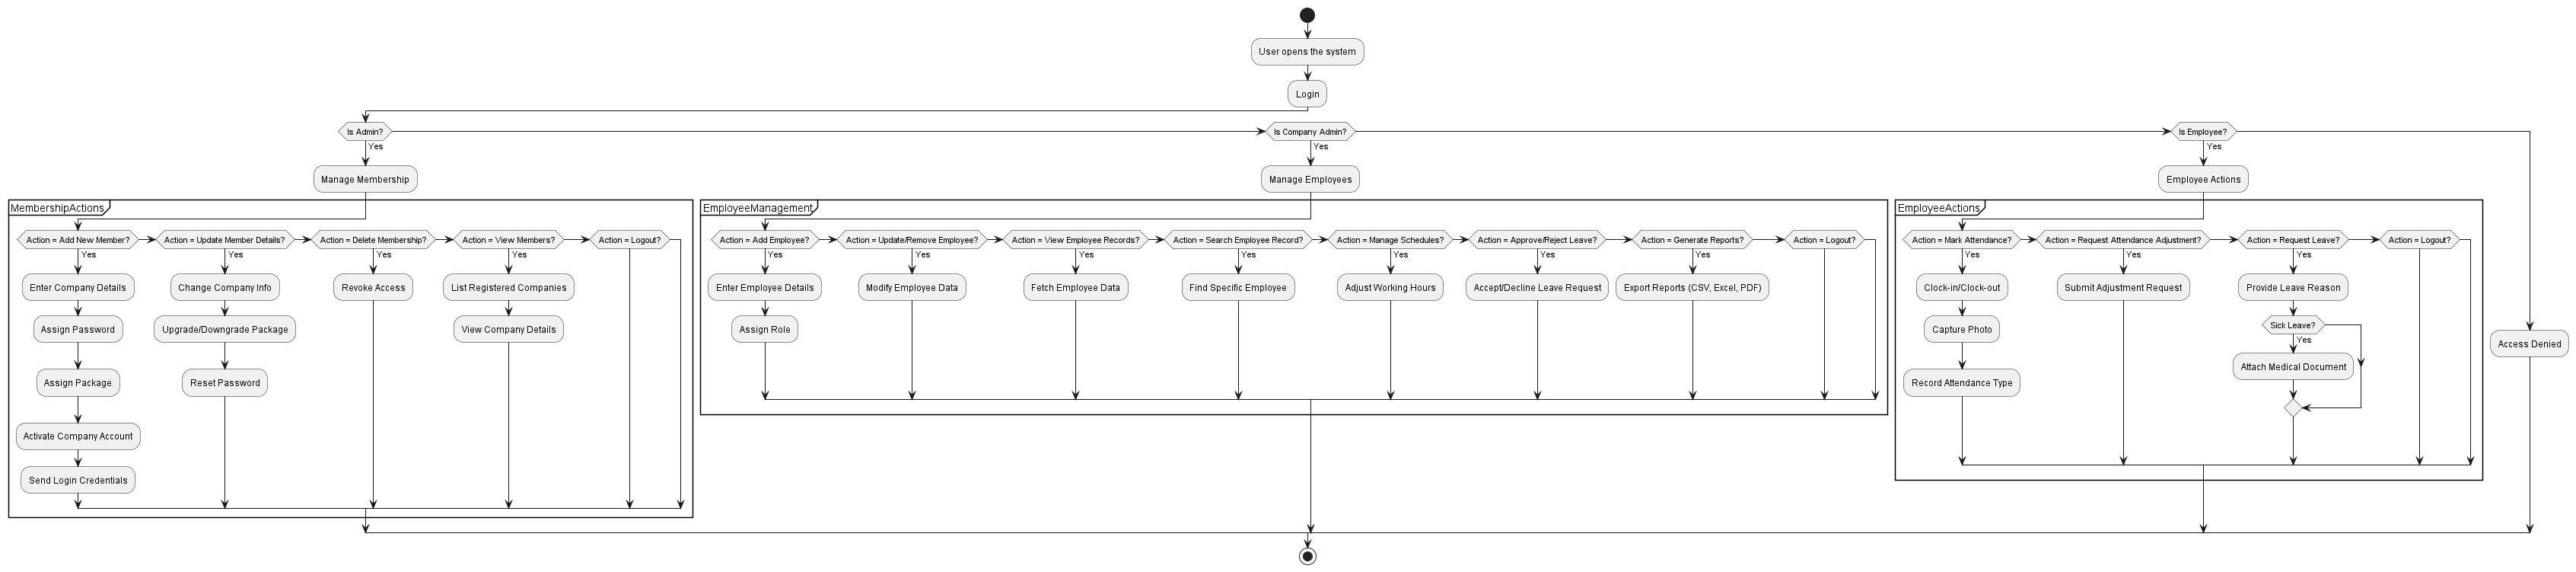 User opens the system
Login
Is Admin?
Yes
Is Company Admin?
Yes
Is Employee?
Yes
Manage Membership
Manage Employees
Employee Actions
MembershipActions
Action = Add New Member?
Yes
Action = Update Member Details?
Yes
Action = Delete Membership?
Yes
Action = View Members?
Yes
Action = Logout?
Enter Company Details
Assign Password
Assign Package
Activate Company Account
Send Login Credentials
Change Company Info
Upgrade/Downgrade Package
Reset Password
Revoke Access
List Registered Companies
View Company Details
EmployeeManagement
Action = Add Employee?
Yes
Action = Update/Remove Employee?
Yes
Action = View Employee Records?
Yes
Action = Search Employee Record?
Yes
Action = Manage Schedules?
Yes
Action = Approve/Reject Leave?
Yes
Action = Generate Reports?
Yes
Action = Logout?
Enter Employee Details
Assign Role
Modify Employee Data
Fetch Employee Data
Find Specific Employee
Adjust Working Hours
Accept/Decline Leave Request
Export Reports (CSV, Excel, PDF)
EmployeeActions
Action = Mark Attendance?
Yes
Action = Request Attendance Adjustment?
Yes
Action = Request Leave?
Yes
Action = Logout?
Clock-in/Clock-out
Capture Photo
Record Attendance Type
Submit Adjustment Request
Provide Leave Reason
Sick Leave?
Yes
Attach Medical Document
Access Denied